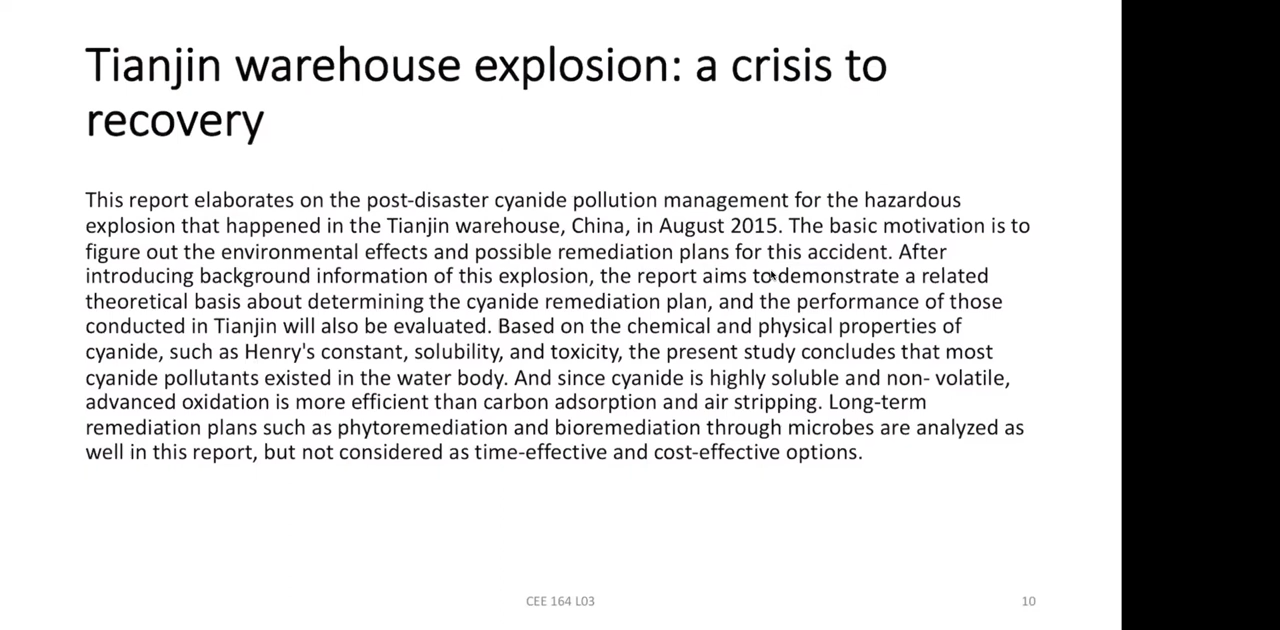 Tianjin warehouse explosion: a crisis to
recovery
This report elaborates on the post-disaster cyanide pollution management for the hazardous
explosion that happened in the Tianjin warehouse, China, in August 2015. The basic motivation is to
figure out the environmental effects and possible remediation plans for this accident. After
introducing background information of this explosion, the report aims to demonstrate a related
theoretical basis about determining the cyanide remediation plan, and the performance of those
conducted in Tianjin will also be evaluated. Based on the chemical and physical properties of
cyanide, such as Henry's constant, solubility, and toxicity, the present study concludes that most
cyanide pollutants existed in the water body. And since cyanide is highly soluble and non- volatile,
advanced oxidation is more efficient than carbon adsorption and air stripping. Long-term
remediation plans such as phytoremediation and bioremediation through microbes are analyzed as
well in this report, but not considered as time-effective and cost-effective options.
CEE 164 L03
10